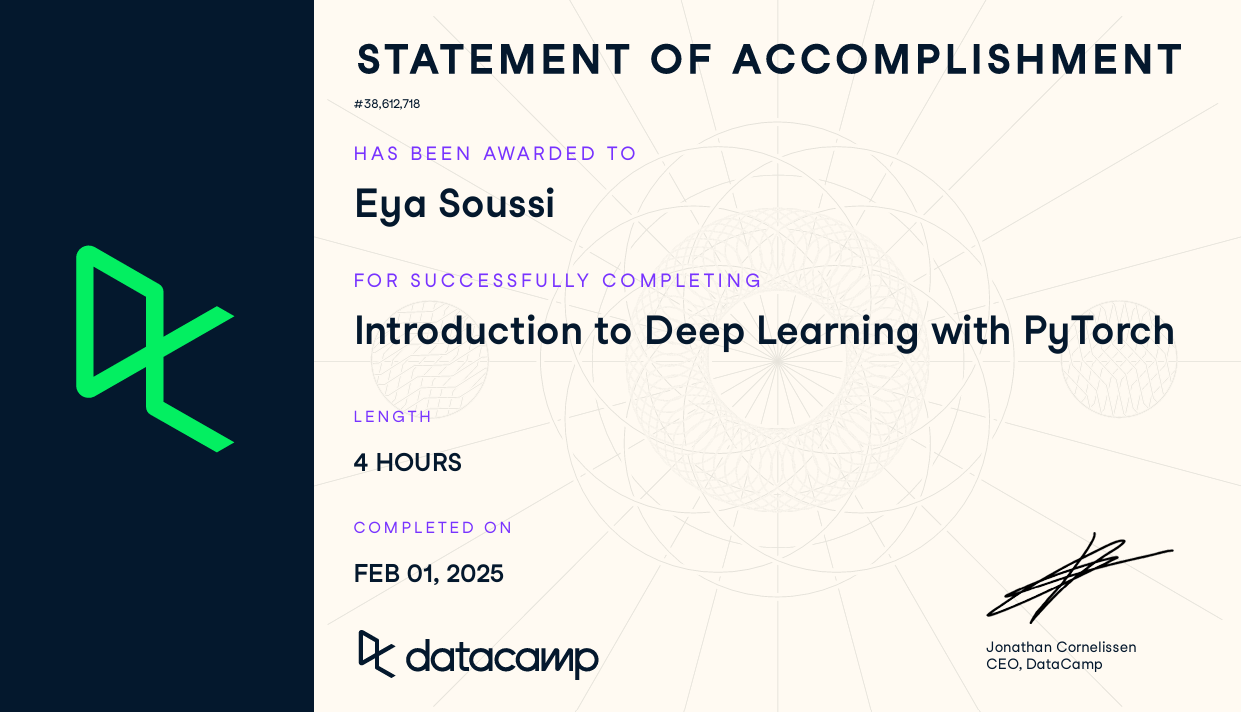 STATEMENT OF ACCOMPLISHMENT
#38,612,718
HAS BEEN AWARDED TO
Eya Soussi
FOR SUCCESSFULLY COMPLETING
Introduction to Deep Learning with PyTorch
LENGTH
4 HOURS
COMPLETED ON
FEB 01, 2025
datacamp
Jonathan Cornelissen
CEO, DataCamp